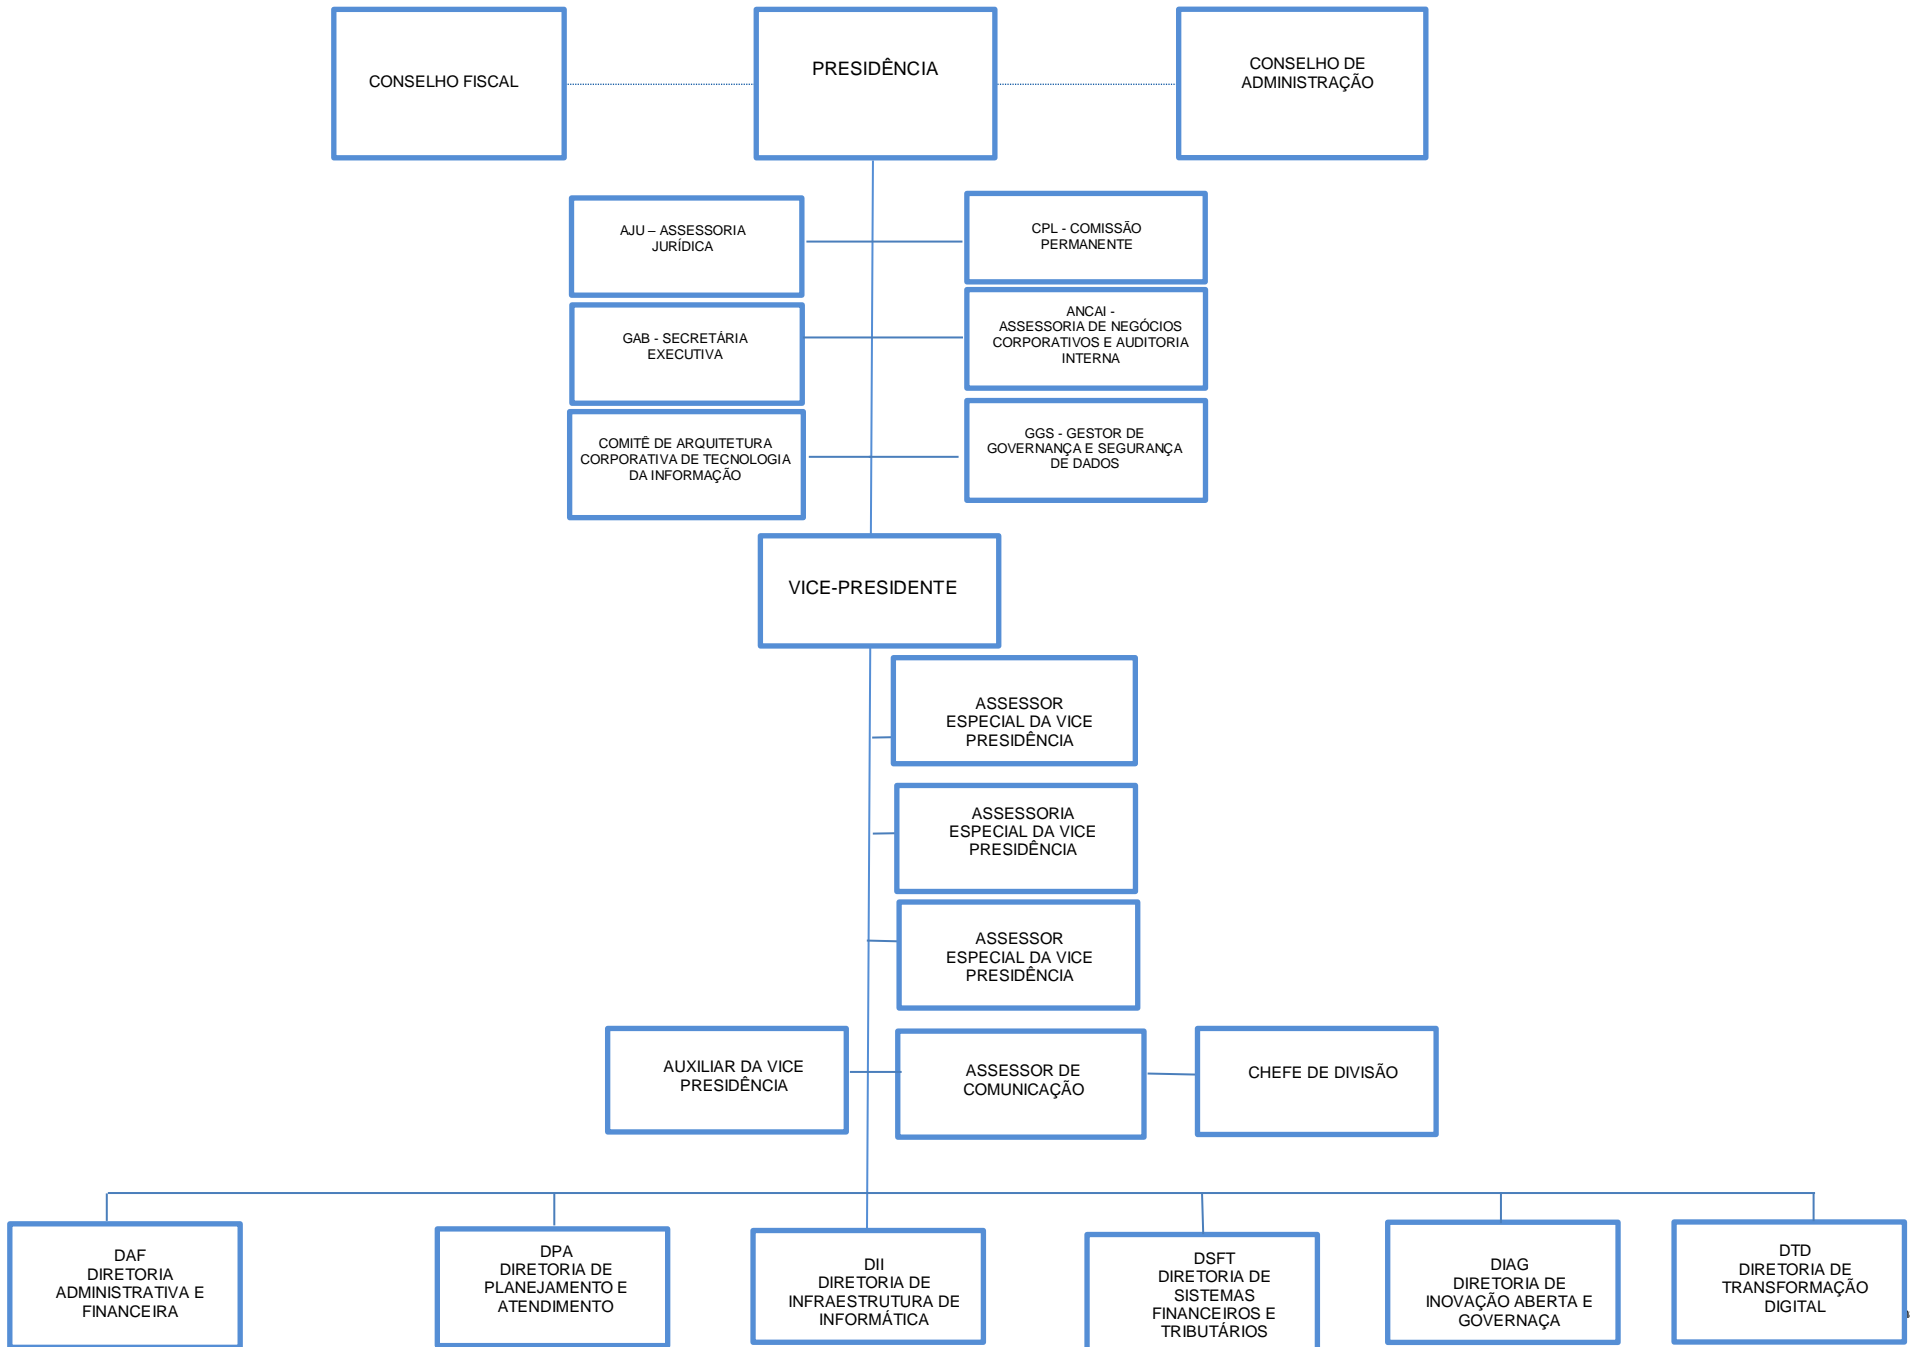 CONSELHO FISCAL
PRESIDÊNCIA
CONSELHO DE
ADMINISTRAÇÃO
AJU – ASSESSORIA
JURÍDICA
CPL - COMISSÃO
PERMANENTE
GAB - SECRETÁRIA
EXECUTIVA
ANCAI -
ASSESSORIA DE NEGÓCIOS
CORPORATIVOS E AUDITORIA
INTERNA
COMITÊ DE ARQUITETURA
CORPORATIVA DE TECNOLOGIA
DA INFORMAÇÃO
GGS - GESTOR DE
GOVERNANÇA E SEGURANÇA
DE DADOS
VICE-PRESIDENTE
ASSESSOR
ESPECIAL DA VICE
PRESIDÊNCIA
ASSESSORIA
ESPECIAL DA VICE
PRESIDÊNCIA
ASSESSOR
ESPECIAL DA VICE
PRESIDÊNCIA
AUXILIAR DA VICE
PRESIDÊNCIA
ASSESSOR DE
COMUNICAÇÃO
CHEFE DE DIVISÃO
DAF
DIRETORIA
ADMINISTRATIVA E
FINANCEIRA
DPA
DIRETORIA DE
PLANEJAMENTO E
ATENDIMENTO
DII
DIRETORIA DE
INFRAESTRUTURA DE
INFORMÁTICA
DSFT
DIRETORIA DE
SISTEMAS
FINANCEIROS E
TRIBUTÁRIOS
DIAG
DIRETORIA DE
INOVAÇÃO ABERTA E
GOVERNAÇA
DTD
DIRETORIA DE
TRANSFORMAÇÃO
DIGITAL